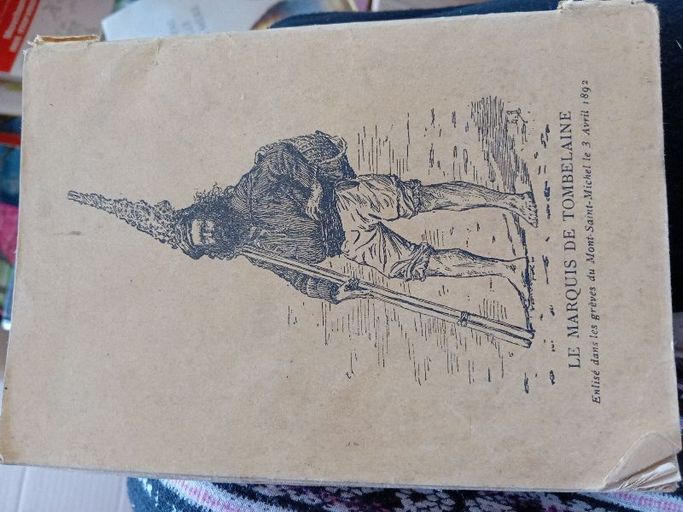 LE MARQUIS DE TOMBELAINE
Enlisé dans les grèves du Mont-Saint-Michel le 3 Avril 1892